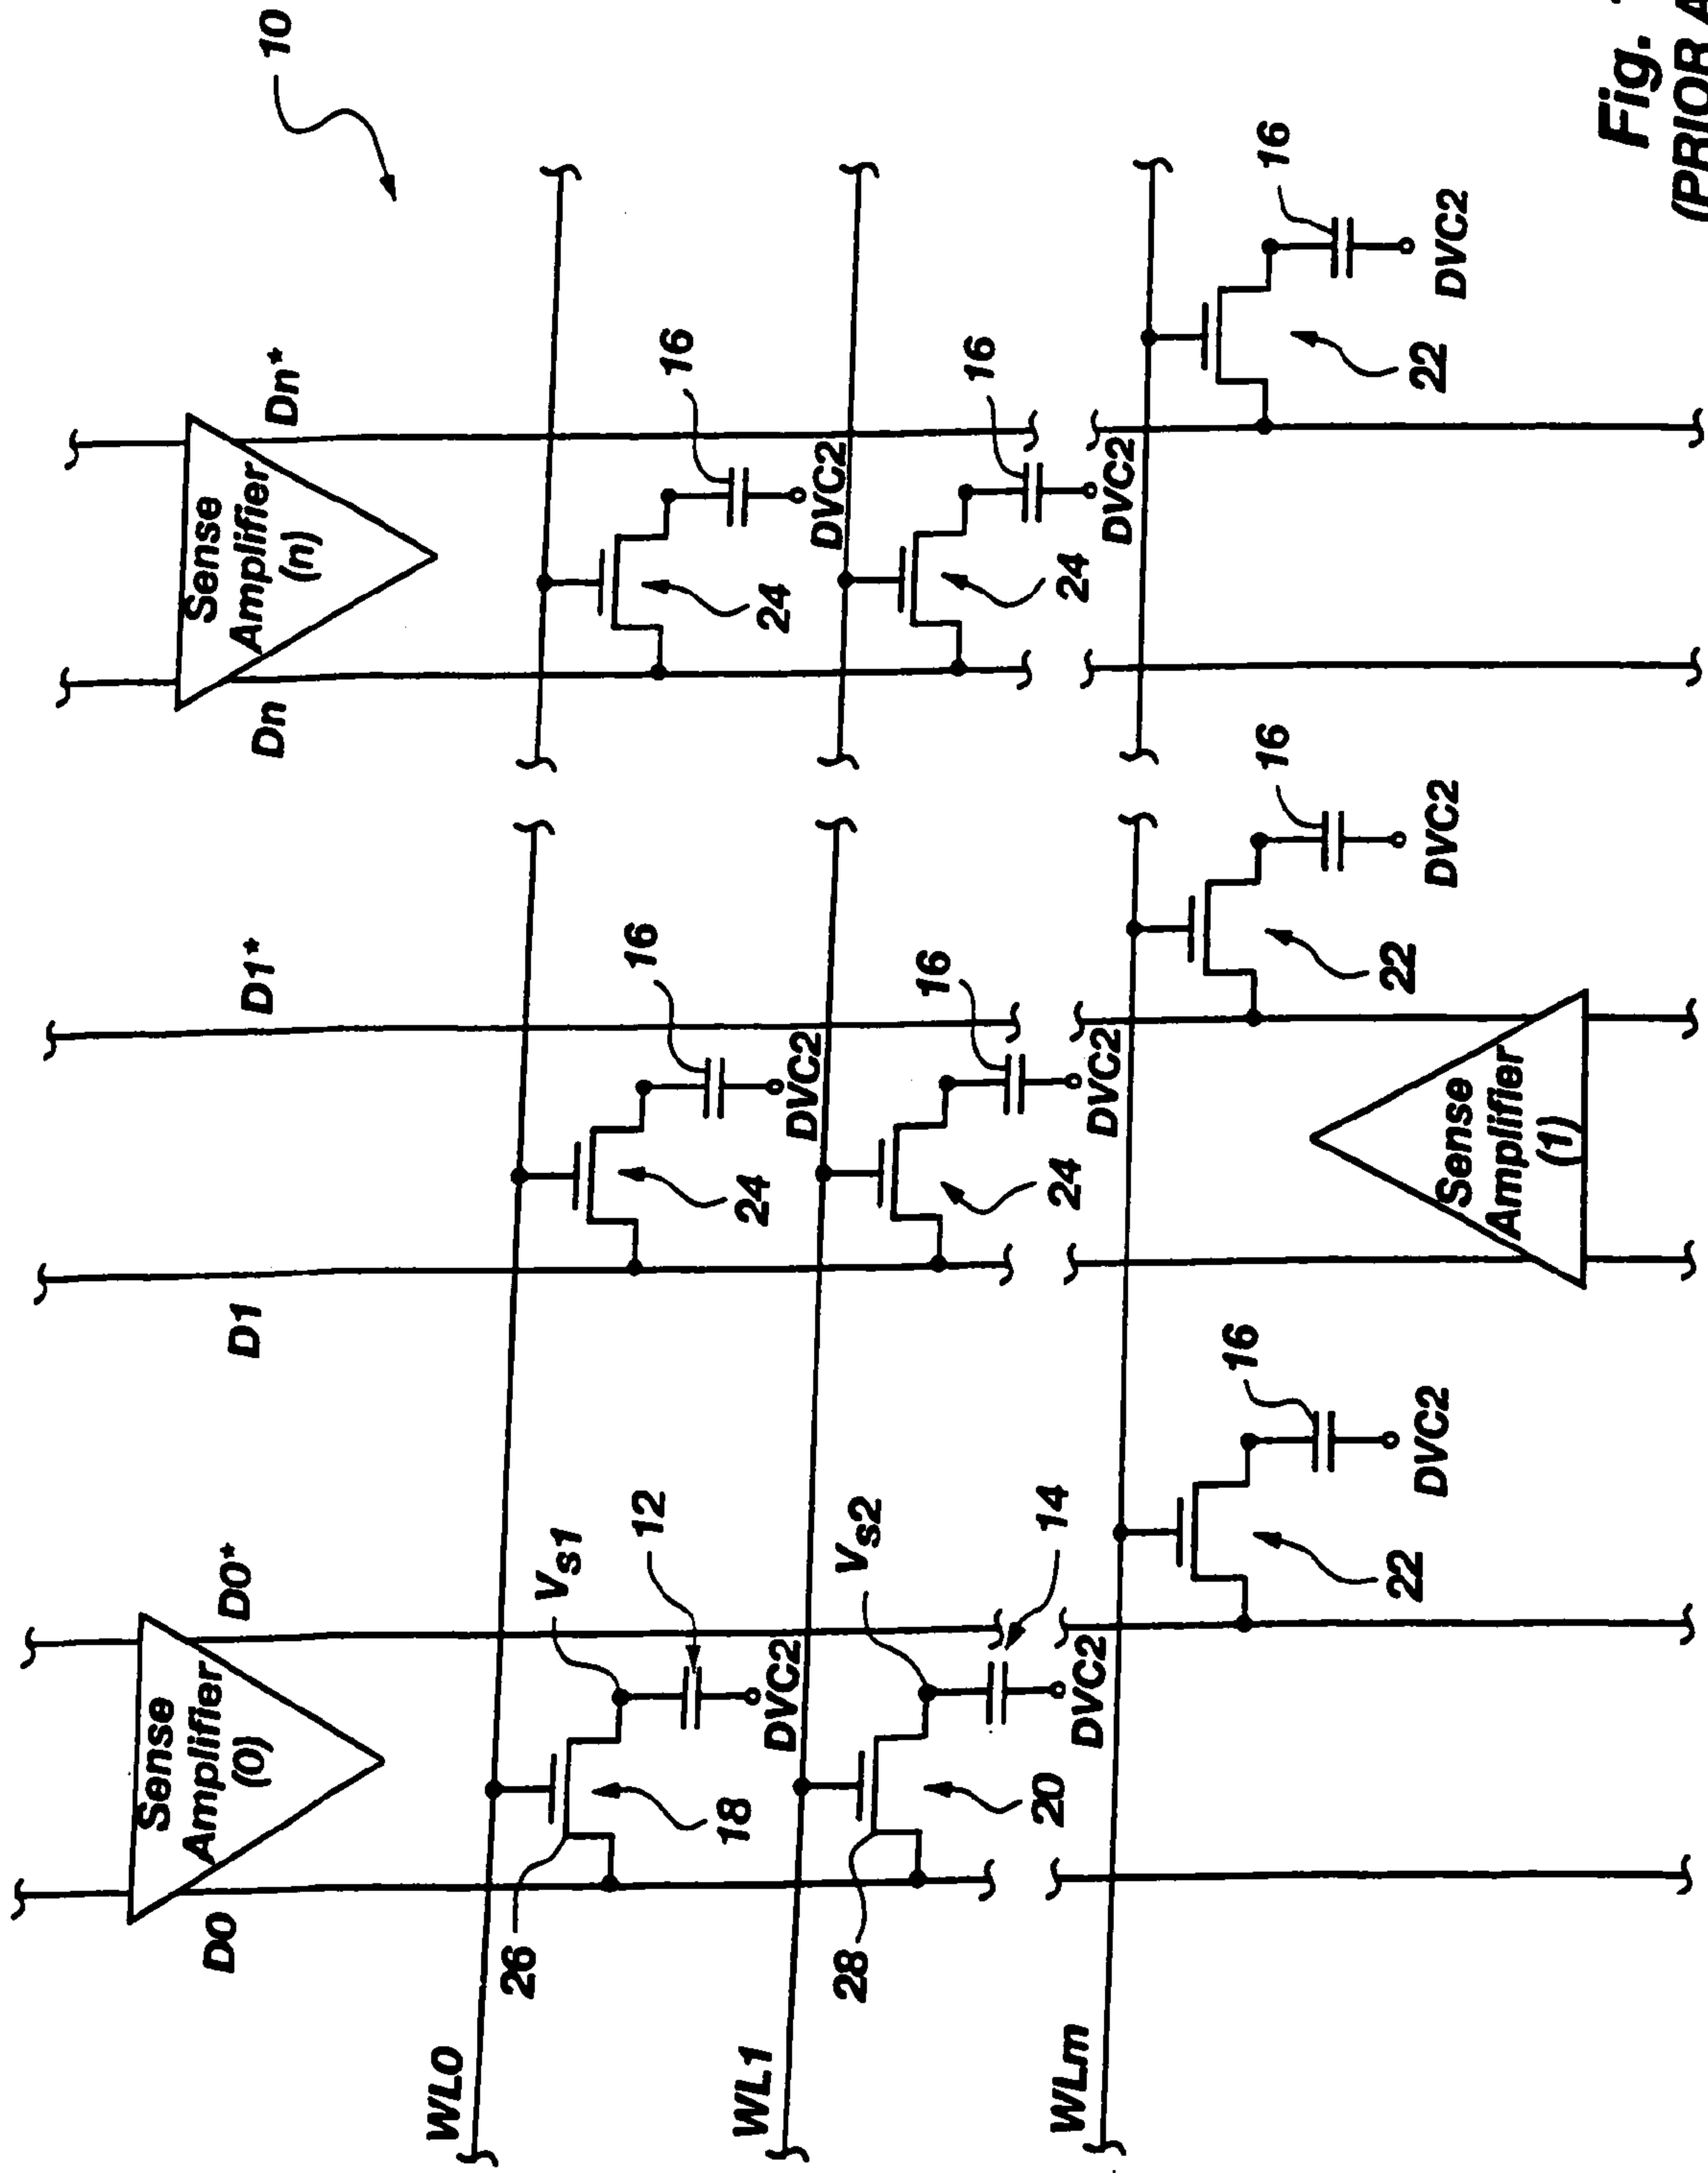 10
Sense
Amplifier
(0)
Sense
Amplifier
(n)
D0
D0*
D1
D1*
Dn
Dn*
WL0
26
Vs1
12
16
16
18
24
24
DVC2
DVC2
DVC2
WL1
28
Vs2
14
16
16
20
24
24
DVC2
DVC2
DVC2
WLm
16
16
16
22
22
22
DVC2
DVC2
DVC2
Sense
Amplifier
(1)
Fig.
(PRIOR